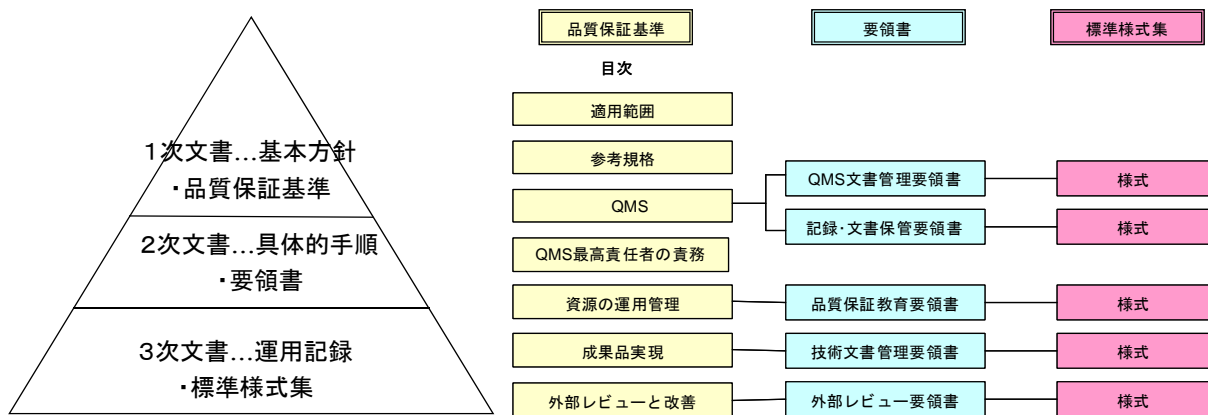 1次文書…基本方針
・品質保証基準
2次文書…具体的手順
・要領書
3次文書…運用記録
・標準様式集
品質保証基準
要領書
標準様式集
目次
適用範囲
参考規格
QMS
QMS文書管理要領書
様式
記録・文書保管要領書
様式
QMS最高責任者の責務
資源の運用管理
品質保証教育要領書
様式
成果品実現
技術文書管理要領書
様式
外部レビューと改善
外部レビュー要領書
様式